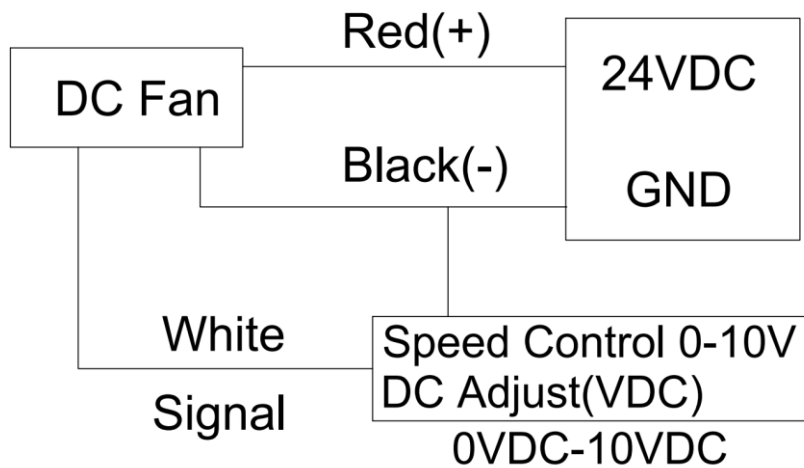 Red(+)
DC Fan
24VDC
Black(-)
GND
White
Signal
Speed Control 0-10V
DC Adjust(VDC)
0VDC-10VDC